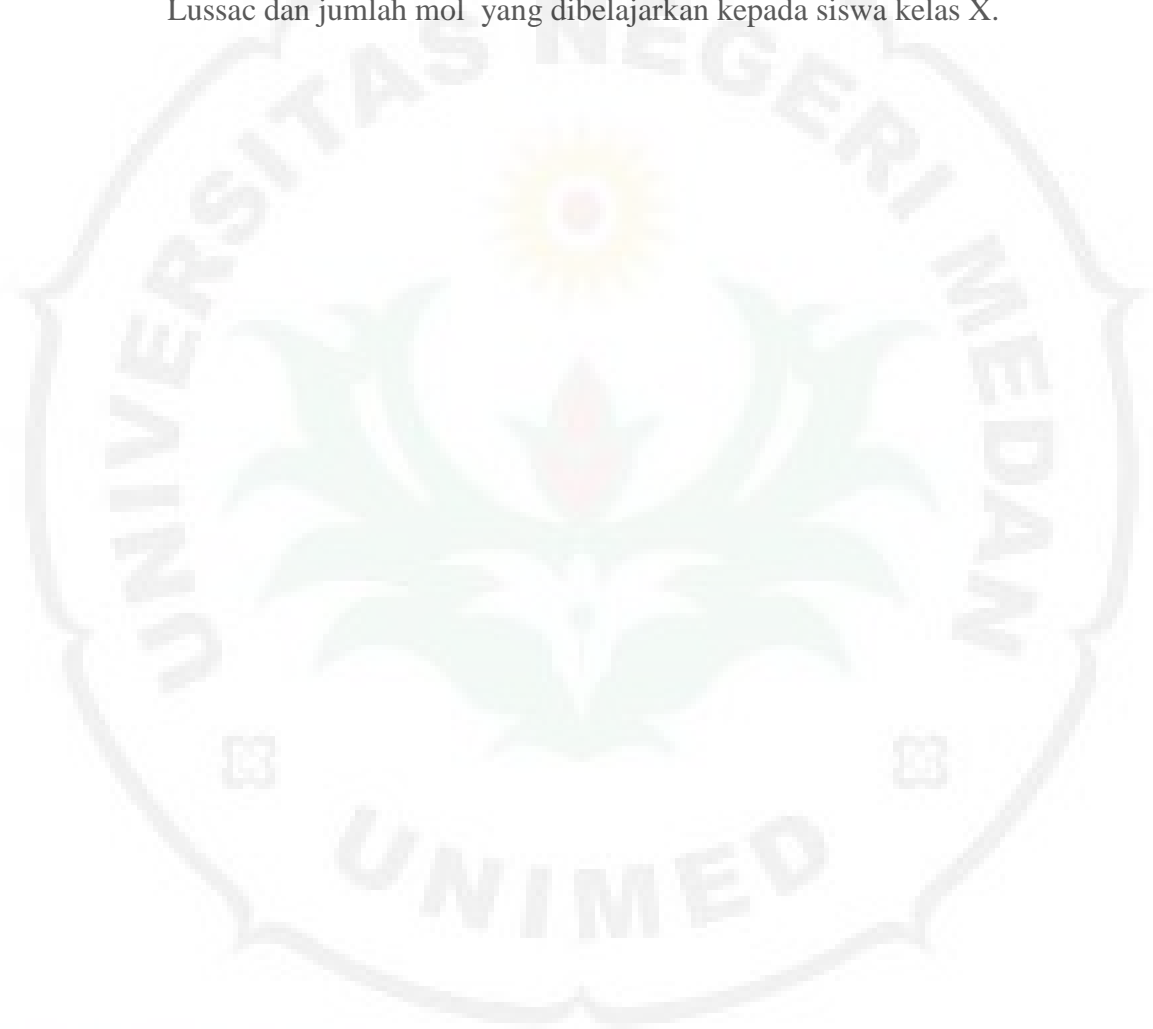 Lussac dan jumlah mol yang dibelajarkan kepada siswa kelas X.
UNIVERSITAS NEGERI MEDAN
UNIMED